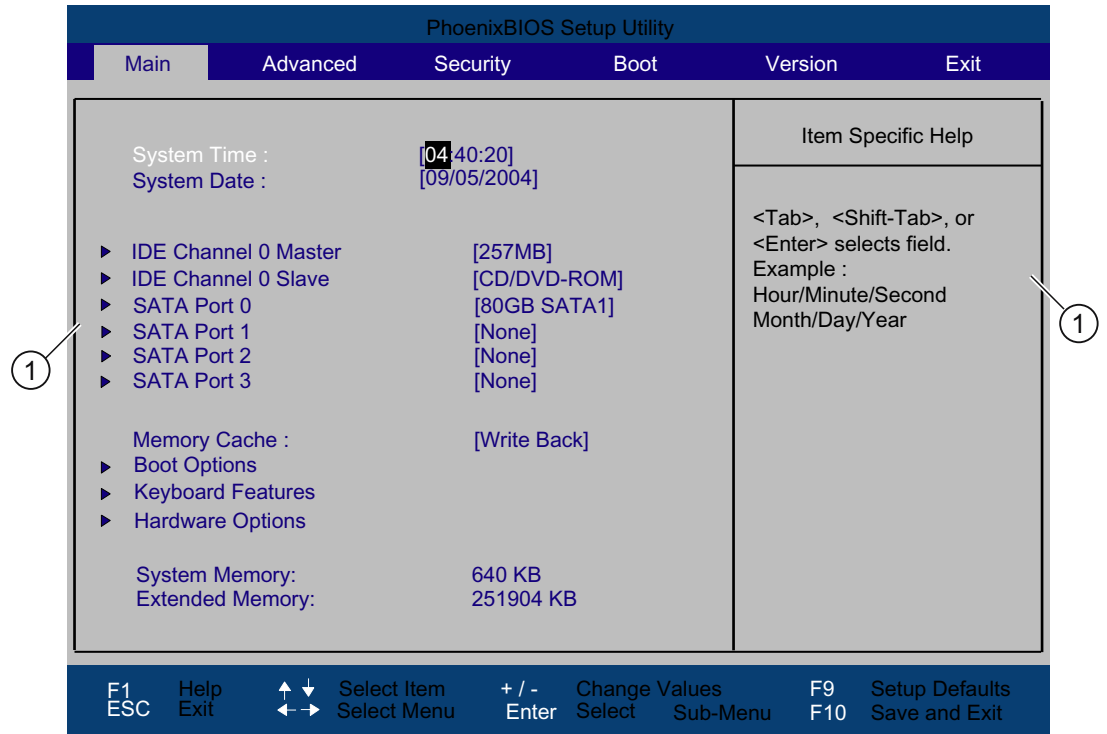 PhoenixBIOS Setup Utility
Main Advanced Security Boot Version Exit
System Time : [04:40:20]
System Date : [09/05/2004]
IDE Channel 0 Master [257MB]
IDE Channel 0 Slave [CD/DVD-ROM]
SATA Port 0 [80GB SATA1]
SATA Port 1 [None]
SATA Port 2 [None]
SATA Port 3 [None]
Memory Cache : [Write Back]
Boot Options
Keyboard Features
Hardware Options
System Memory: 640 KB
Extended Memory: 251904 KB
Item Specific Help
<Tab>, <Shift-Tab>, or
<Enter> selects field.
Example :
Hour/Minute/Second
Month/Day/Year
1
1
F1 Help Select Item + / - Change Values F9 Setup Defaults
ESC Exit Select Menu Enter Select Sub-Menu F10 Save and Exit